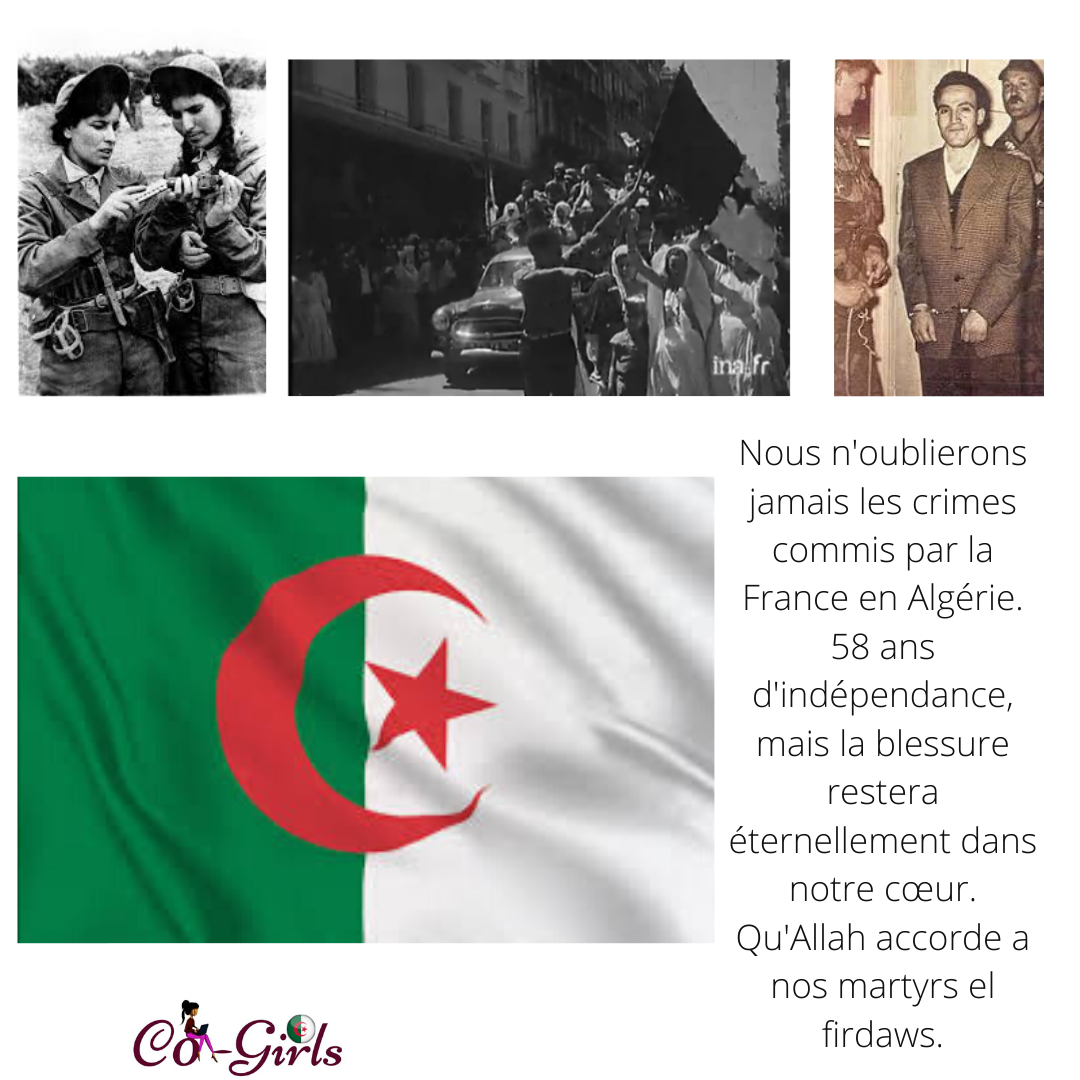 ina.fr
Nous n'oublierons
jamais les crimes
commis par la
France en Algérie.
58 ans
d'indépendance,
mais la blessure
restera
éternellement dans
notre cœur.
Qu'Allah accorde a
nos martyrs el
firdaws.
Co-Girls